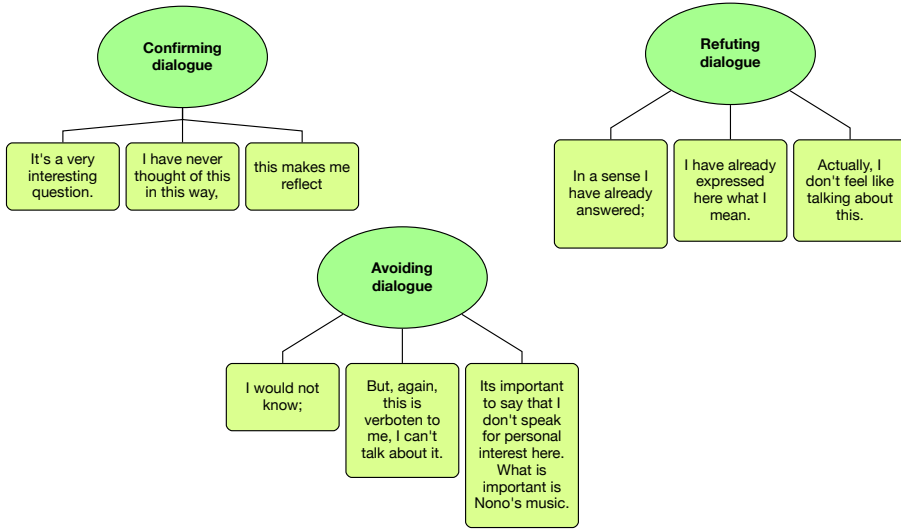 Confirming
dialogue
It's a very
interesting
question.
I have never
thought of this
in this way,
this makes me
reflect
Refuting
dialogue
In a sense I
have already
answered;
I have already
expressed
here what I
mean.
Actually, I
don't feel like
talking about
this.
Avoiding
dialogue
I would not
know;
But, again,
this is
verboten to
me, I can't
talk about it.
Its important
to say that I
don't speak
for personal
interest here.
What is
important is
Nono's music.